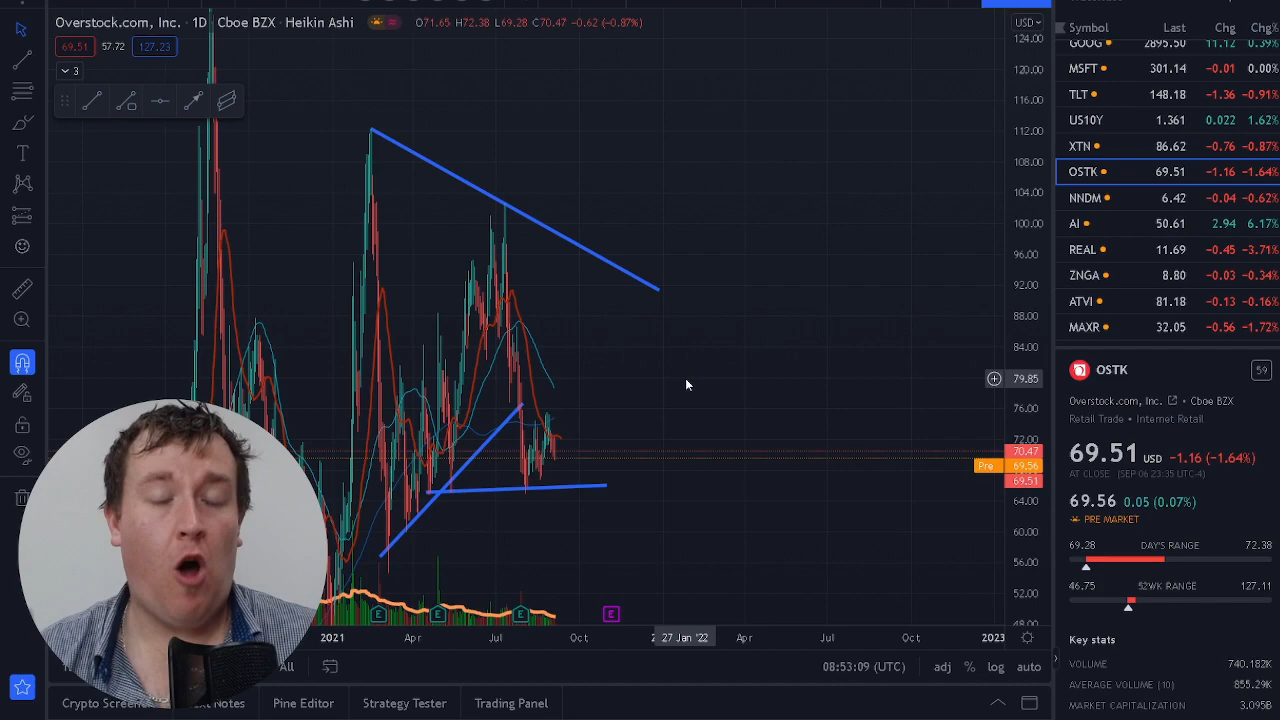 Overstock.com, Inc. · 1D · Cboe BZX · Heikin Ashi O71.65 H72.38 L69.28 C70.47 −0.62 (−0.87%)
69.51 57.72 127.23
3
USD
124.00
120.00
116.00
112.00
108.00
104.00
100.00
96.00
92.00
88.00
84.00
79.85
76.00
72.00
70.47
Pre 69.56
69.51
64.00
60.00
56.00
52.00
48.00
E E E E
2021 Apr Jul Oct 27 Jan '22 Apr Jul Oct 2023
All 08:53:09 (UTC) adj % log auto
Crypto Screener Text Notes Pine Editor Strategy Tester Trading Panel
Symbol Last Chg Chg%
GOOG 2895.50 11.12 0.39%
MSFT 301.14 −0.01 0.00%
TLT 148.18 −1.36 −0.91%
US10Y 1.361 0.022 1.62%
XTN 86.62 −0.76 −0.87%
OSTK 69.51 −1.16 −1.64%
NNDM 6.42 −0.04 −0.62%
AI 50.61 2.94 6.17%
REAL 11.69 −0.45 −3.71%
ZNGA 8.80 −0.03 −0.34%
ATVI 81.18 −0.13 −0.16%
MAXR 32.05 −0.56 −1.72%
OSTK 59
Overstock.com, Inc. · Cboe BZX
Retail Trade · Internet Retail
69.51 USD −1.16 (−1.64%)
AT CLOSE (SEP 06 23:35 UTC-4)
69.56 0.05 (0.07%)
PRE MARKET
69.28 DAY'S RANGE 72.38
46.75 52WK RANGE 127.11
Key stats
VOLUME 740.182K
AVERAGE VOLUME (10) 855.29K
MARKET CAPITALIZATION 3.095B